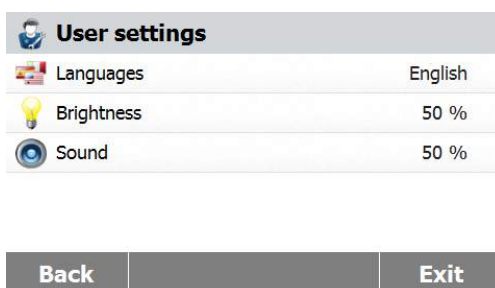 User settings
Languages English
Brightness 50 %
Sound 50 %
Back Exit